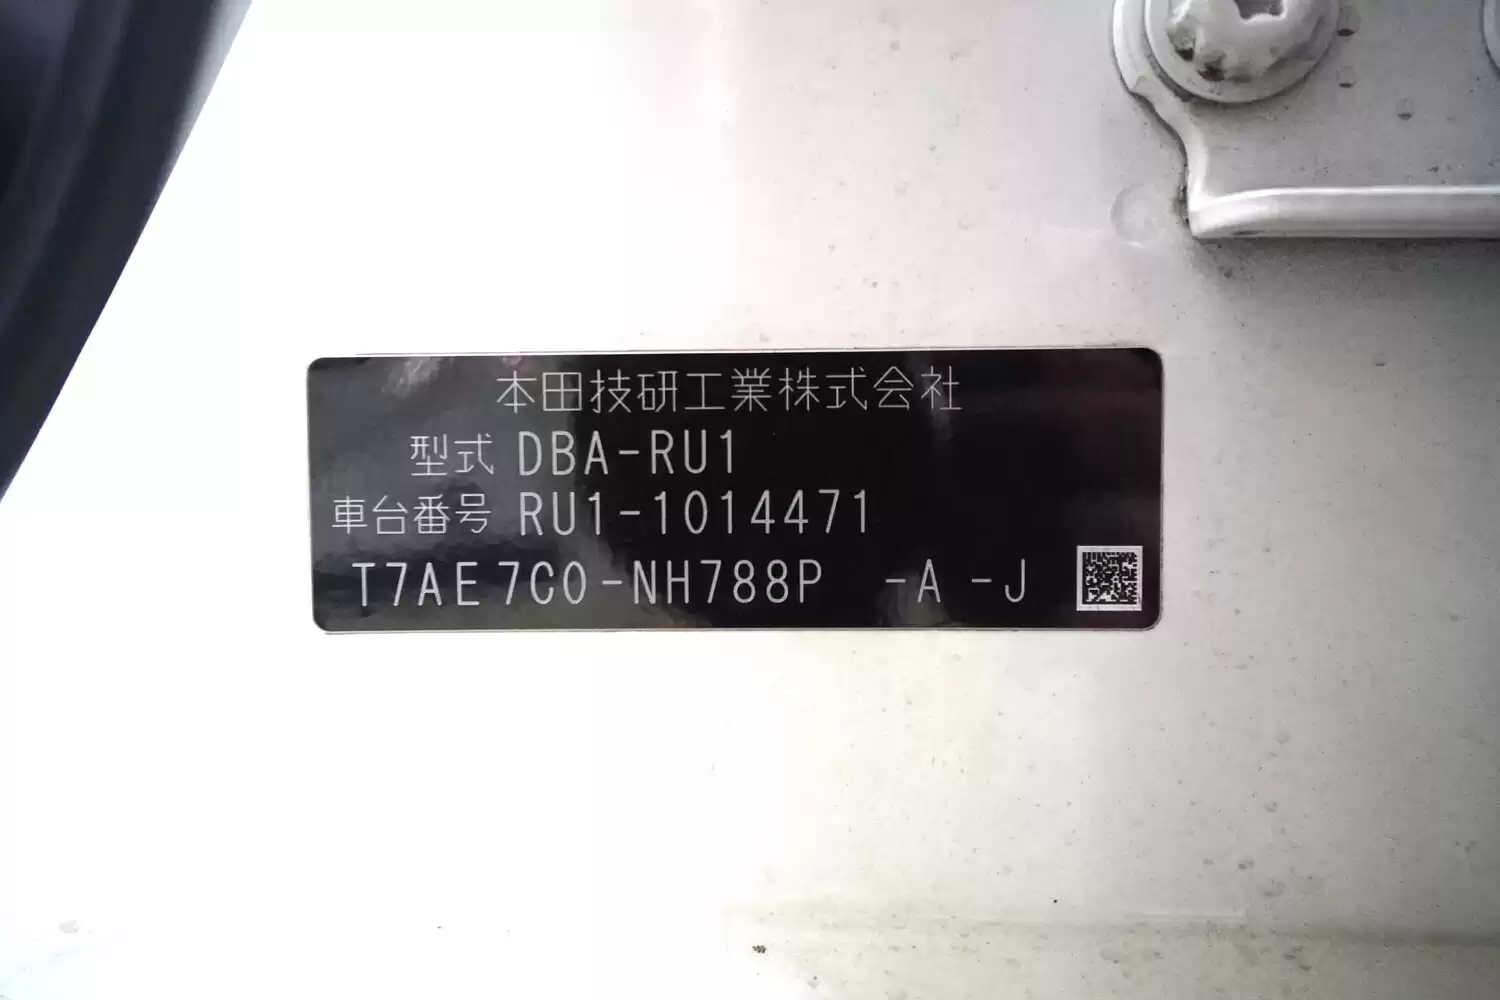 本田技研工業株式会社
型式 DBA-RU1
車台番号 RU1-1014471
T7AE7C0-NH788P -A -J